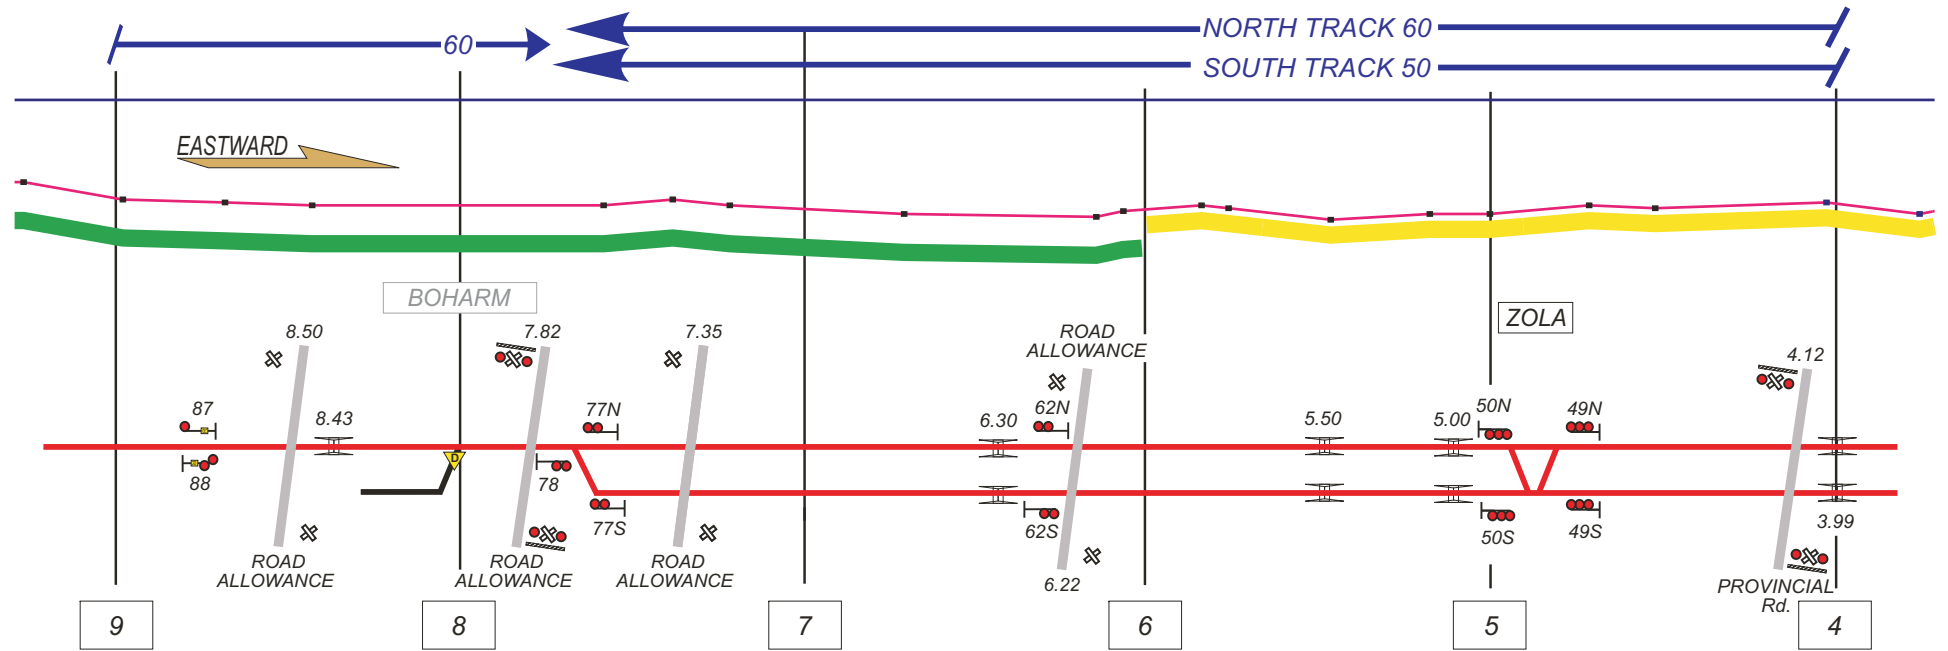 NORTH TRACK 60
60
SOUTH TRACK 50
EASTWARD
BOHARM
ZOLA
8.50
7.82
7.35
ROAD
ALLOWANCE
4.12
87
8.43
77N
6.30
62N
5.50
5.00
50N
49N
D
88
78
77S
62S
50S
49S
3.99
ROAD
ALLOWANCE
ROAD
ALLOWANCE
ROAD
ALLOWANCE
6.22
PROVINCIAL
Rd.
9
8
7
6
5
4